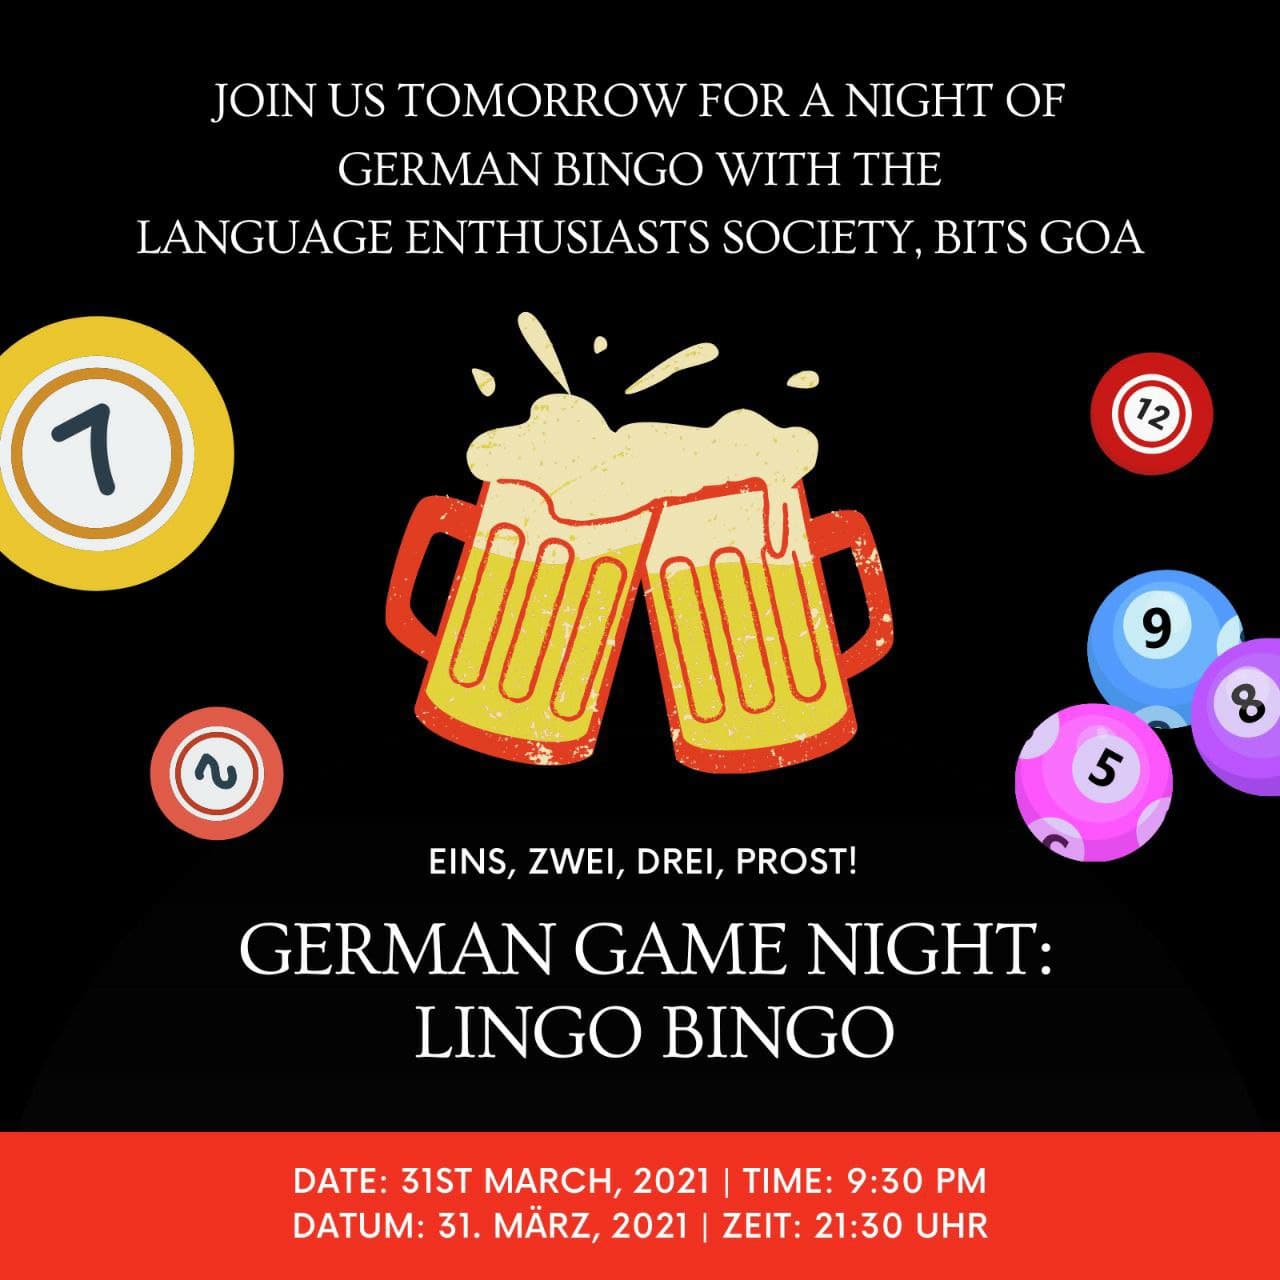 JOIN US TOMORROW FOR A NIGHT OF
GERMAN BINGO WITH THE
LANGUAGE ENTHUSIASTS SOCIETY, BITS GOA
7
12
9
8
2
5
EINS, ZWEI, DREI, PROST!
GERMAN GAME NIGHT:
LINGO BINGO
DATE: 31ST MARCH, 2021 | TIME: 9:30 PM
DATUM: 31. MÄRZ, 2021 | ZEIT: 21:30 UHR